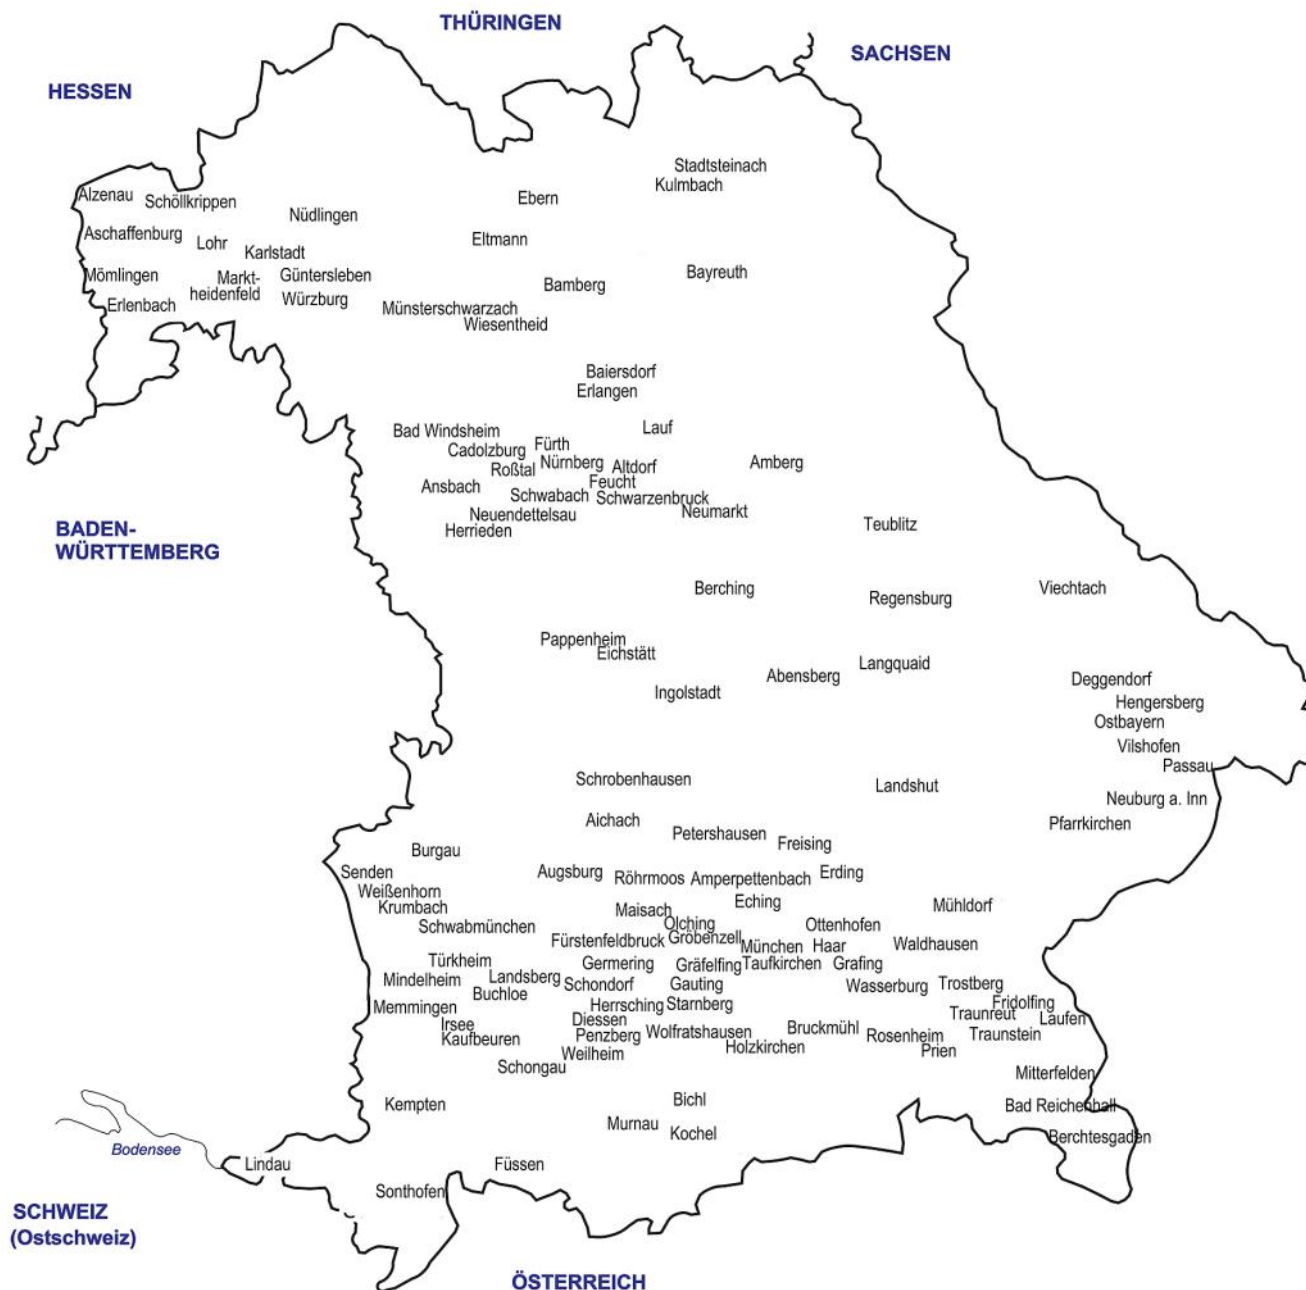 THÜRINGEN
SACHSEN
HESSEN
Stadtsteinach
Kulmbach
Alzenau
Schöllkrippen
Ebern
Nüdlingen
Aschaffenburg
Lohr
Eltmann
Karlstadt
Mömlingen
Markt-
heidenfeld
Güntersleben
Bayreuth
Bamberg
Erlenbach
Würzburg
Münsterschwarzach
Wiesentheid
Baiersdorf
Erlangen
Bad Windsheim
Lauf
Cadolzburg
Fürth
Roßtal
Nürnberg
Altdorf
Amberg
Feucht
Ansbach
Schwabach
Schwarzenbruck
Neuendettelsau
Neumarkt
Herrieden
Teublitz
BADEN-
WÜRTTEMBERG
Berching
Regensburg
Viechtach
Pappenheim
Eichstätt
Langquaid
Abensberg
Deggendorf
Ingolstadt
Hengersberg
Ostbayern
Vilshofen
Passau
Schrobenhausen
Landshut
Neuburg a. Inn
Aichach
Pfarrkirchen
Petershausen
Freising
Burgau
Senden
Augsburg
Röhrmoos
Amperpettenbach
Erding
Weißenhorn
Krumbach
Eching
Mühldorf
Maisach
Schwabmünchen
Olching
Ottenhofen
Fürstenfeldbruck
Gröbenzell
München
Haar
Waldhausen
Türkheim
Germering
Gräfelfing
Taufkirchen
Grafing
Mindelheim
Landsberg
Schondorf
Gauting
Wasserburg
Trostberg
Buchloe
Memmingen
Herrsching
Starnberg
Fridolfing
Irsee
Diessen
Traunreut
Laufen
Kaufbeuren
Penzberg
Wolfratshausen
Bruckmühl
Rosenheim
Traunstein
Weilheim
Holzkirchen
Prien
Schongau
Mitterfelden
Kempten
Bichl
Bad Reichenhall
Murnau
Kochel
Berchtesgaden
Bodensee
Lindau
Füssen
Sonthofen
SCHWEIZ
(Ostschweiz)
ÖSTERREICH